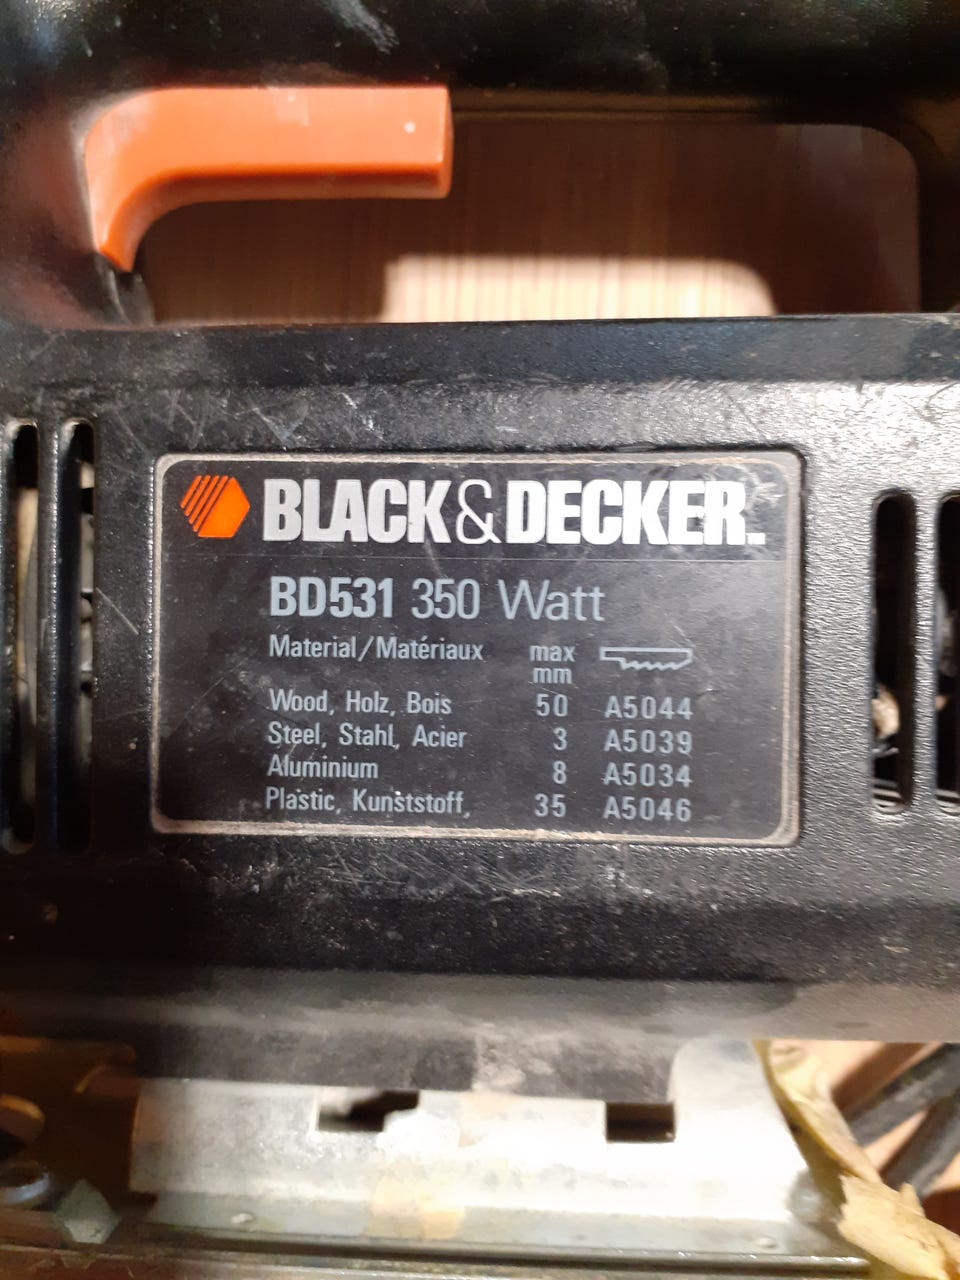 BLACK&DECKER
BD531 350 Watt
Material/Matériaux max mm
Wood, Holz, Bois 50 A5044
Steel, Stahl, Acier 3 A5039
Aluminium 8 A5034
Plastic, Kunststoff, 35 A5046